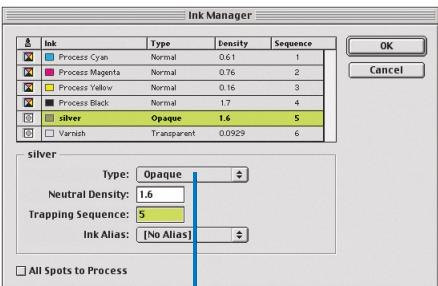 Ink Manager
Ink Type Density Sequence
Process Cyan Normal 0.61 1
Process Magenta Normal 0.76 2
Process Yellow Normal 0.16 3
Process Black Normal 1.7 4
silver Opaque 1.6 5
Varnish Transparent 0.0929 6
OK
Cancel
silver
Type: Opaque
Neutral Density: 1.6
Trapping Sequence: 5
Ink Alias: [No Alias]
All Spots to Process